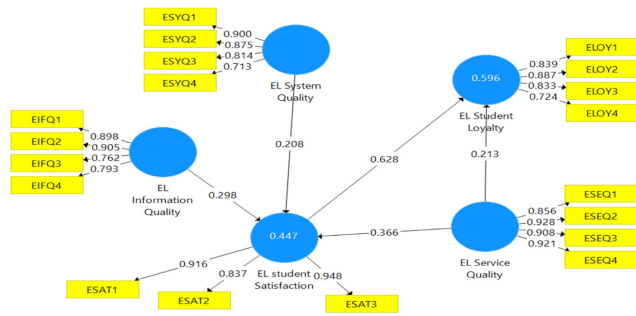 ESYQ1
ESYQ2
ESYQ3
ESYQ4
0.900
0.875
0.814
0.713
EL System
Quality
0.208
EIFQ1
EIFQ2
EIFQ3
EIFQ4
0.898
0.905
0.762
0.793
EL
Information
Quality
0.298
0.447
EL student
Satisfaction
0.916
0.837
0.948
ESAT1
ESAT2
ESAT3
0.628
0.366
0.596
EL Student
Loyalty
0.839
0.887
0.833
0.724
ELOY1
ELOY2
ELOY3
ELOY4
0.213
EL Service
Quality
0.856
0.928
0.908
0.921
ESEQ1
ESEQ2
ESEQ3
ESEQ4